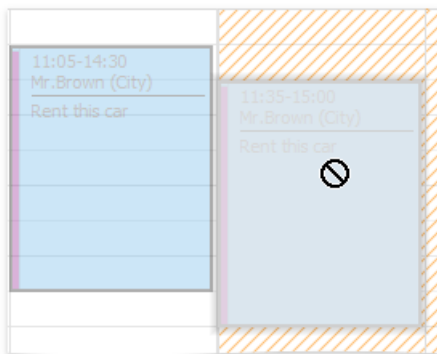 11:05-14:30
Mr.Brown (City)
Rent this car
11:35-15:00
Mr.Brown (City)
Rent this car